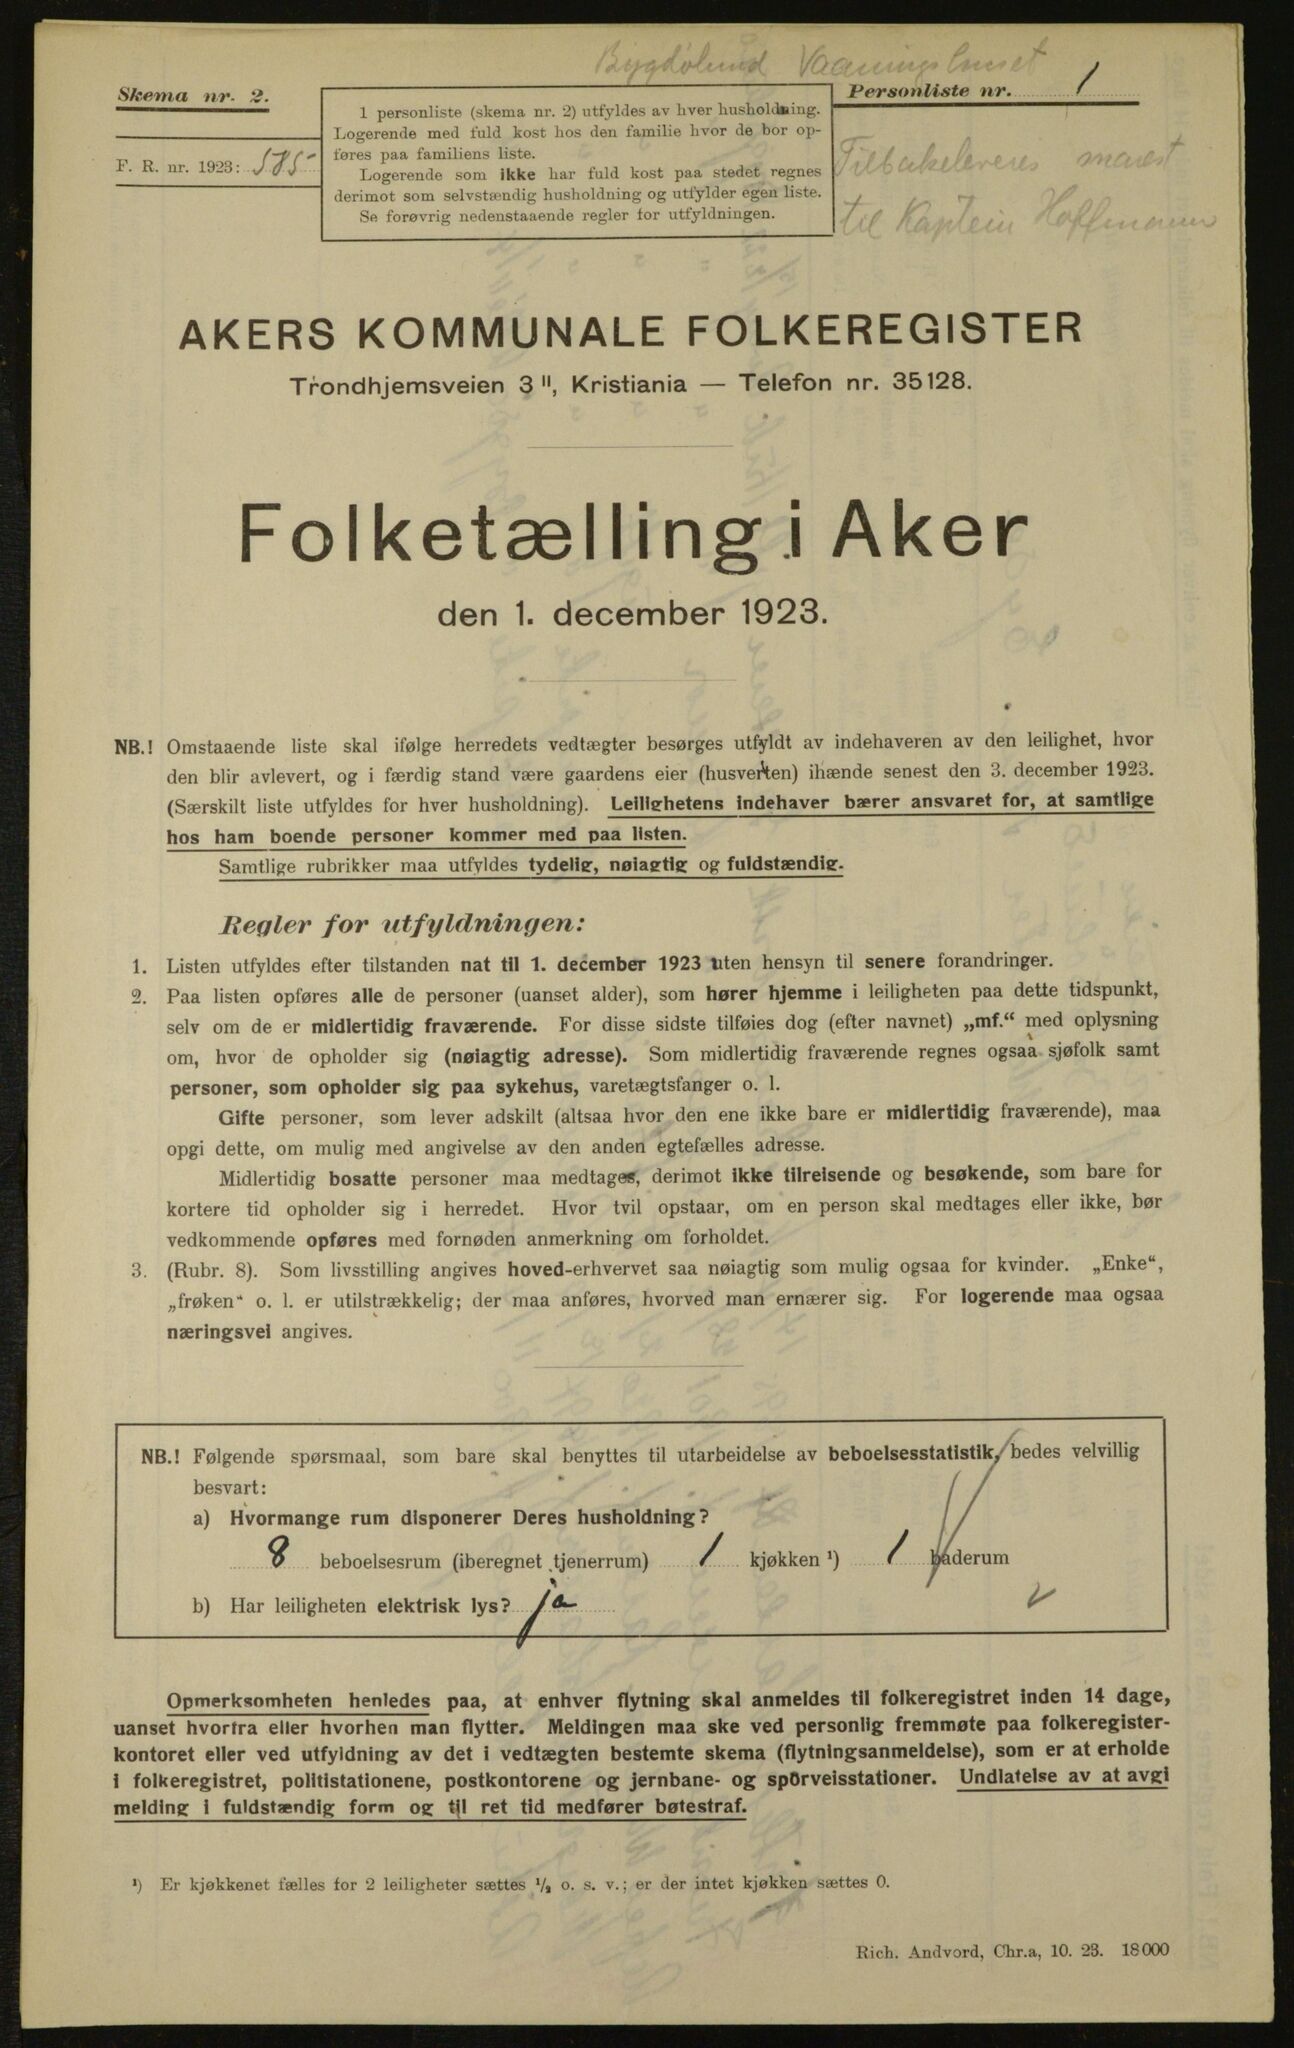 Bygdölund Vaaningshuset
Skema nr. 2.
Personliste nr. 1
1 personliste (skema nr. 2) utfyldes av hver husholdning.
Logerende med fuld kost hos den familie hvor de bor op-
føres paa familiens liste.
Logerende som ikke har fuld kost paa stedet regnes
derimot som selvstændig husholdning og utfylder egen liste.
Se forøvrig nedenstaaende regler for utfyldningen.
F. R. nr. 1923: 585
Tilbakeleveres snarest
til Kaptein Hoffmann
AKERS KOMMUNALE FOLKEREGISTER
Trondhjemsveien 3 II, Kristiania — Telefon nr. 35128.
Folketælling i Aker
den 1. december 1923.
NB.! Omstaaende liste skal ifølge herredets vedtægter besørges utfyldt av indehaveren av den leilighet, hvor
den blir avlevert, og i færdig stand være gaardens eier (husverten) ihænde senest den 3. december 1923.
(Særskilt liste utfyldes for hver husholdning). Leilighetens indehaver bærer ansvaret for, at samtlige
hos ham boende personer kommer med paa listen.
Samtlige rubrikker maa utfyldes tydelig, nøiagtig og fuldstændig.
Regler for utfyldningen:
1. Listen utfyldes efter tilstanden nat til 1. december 1923 uten hensyn til senere forandringer.
2. Paa listen opføres alle de personer (uanset alder), som hører hjemme i leiligheten paa dette tidspunkt,
selv om de er midlertidig fraværende. For disse sidste tilføies dog (efter navnet) „mf.“ med oplysning
om, hvor de opholder sig (nøiagtig adresse). Som midlertidig fraværende regnes ogsaa sjøfolk samt
personer, som opholder sig paa sykehus, varetægtsfanger o. l.
Gifte personer, som lever adskilt (altsaa hvor den ene ikke bare er midlertidig fraværende), maa
opgi dette, om mulig med angivelse av den anden egtefælles adresse.
Midlertidig bosatte personer maa medtages, derimot ikke tilreisende og besøkende, som bare for
kortere tid opholder sig i herredet. Hvor tvil opstaar, om en person skal medtages eller ikke, bør
vedkommende opføres med fornøden anmerkning om forholdet.
3. (Rubr. 8). Som livsstilling angives hoved-erhvervet saa nøiagtig som mulig ogsaa for kvinder. „Enke“,
„frøken“ o. l. er utilstrækkelig; der maa anføres, hvorved man ernærer sig. For logerende maa ogsaa
næringsvei angives.
NB.! Følgende spørsmaal, som bare skal benyttes til utarbeidelse av beboelsesstatistik, bedes velvillig
besvart:
a) Hvormange rum disponerer Deres husholdning?
8 beboelsesrum (iberegnet tjenerrum) 1 kjøkken ¹) 1 baderum
b) Har leiligheten elektrisk lys? ja
Opmerksomheten henledes paa, at enhver flytning skal anmeldes til folkeregistret inden 14 dage,
uanset hvorfra eller hvorhen man flytter. Meldingen maa ske ved personlig fremmøte paa folkeregister-
kontoret eller ved utfyldning av det i vedtægten bestemte skema (flytningsanmeldelse), som er at erholde
i folkeregistret, politistationene, postkontorene og jernbane- og sporveisstationer. Undlatelse av at avgi
melding i fuldstændig form og til ret tid medfører bøtestraf.
¹) Er kjøkkenet fælles for 2 leiligheter sættes ½ o. s. v.; er der intet kjøkken sættes 0.
Rich. Andvord, Chr.a, 10. 23. 18000